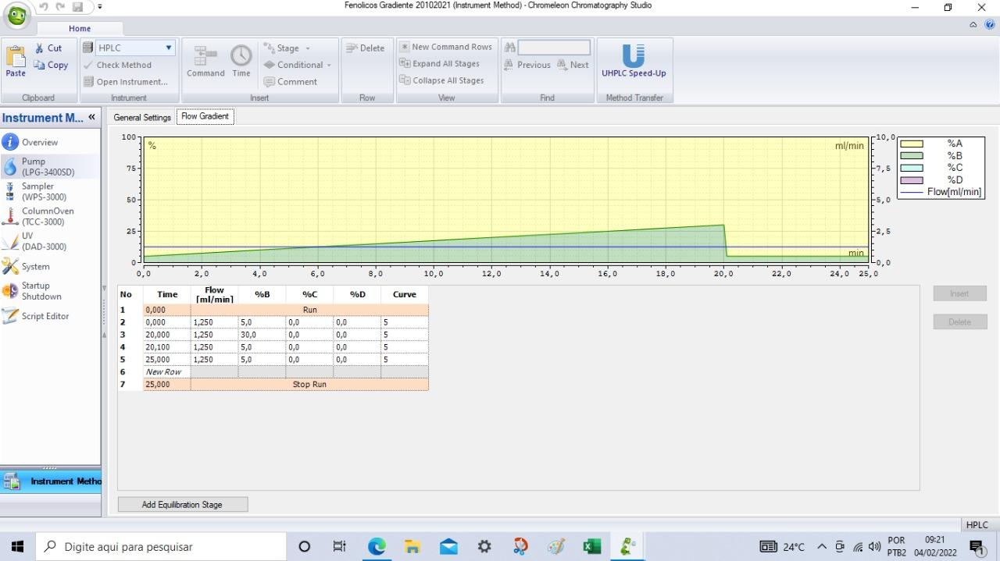 Fenolicos Gradiente 20102021 (Instrument Method) - Chromeleon Chromatography Studio
Home
Paste
Cut
Copy
Clipboard
HPLC
Check Method
Open Instrument...
Instrument
Command
Time
Stage
Conditional
Comment
Insert
Delete
Row
New Command Rows
Expand All Stages
Collapse All Stages
View
Previous
Next
Find
UHPLC Speed-Up
Method Transfer
Instrument M... «
Overview
Pump
(LPG-3400SD)
Sampler
(WPS-3000)
ColumnOven
(TCC-3000)
UV
(DAD-3000)
System
Startup
Shutdown
Script Editor
Instrument Metho
General Settings
Flow Gradient
100
75
50
25
0
%
ml/min
min
10,0
7,5
5,0
2,5
0,0
0,0 2,0 4,0 6,0 8,0 10,0 12,0 14,0 16,0 18,0 20,0 22,0 24,0 25,0
%A
%B
%C
%D
Flow[ml/min]
No Time Flow [ml/min] %B %C %D Curve
1 0,000 Run
2 0,000 1,250 5,0 0,0 0,0 5
3 20,000 1,250 30,0 0,0 0,0 5
4 20,100 1,250 5,0 0,0 0,0 5
5 25,000 1,250 5,0 0,0 0,0 5
6 New Row
7 25,000 Stop Run
Insert
Delete
Add Equilibration Stage
HPLC
Digite aqui para pesquisar
24°C
POR
PTB2
09:21
04/02/2022
1